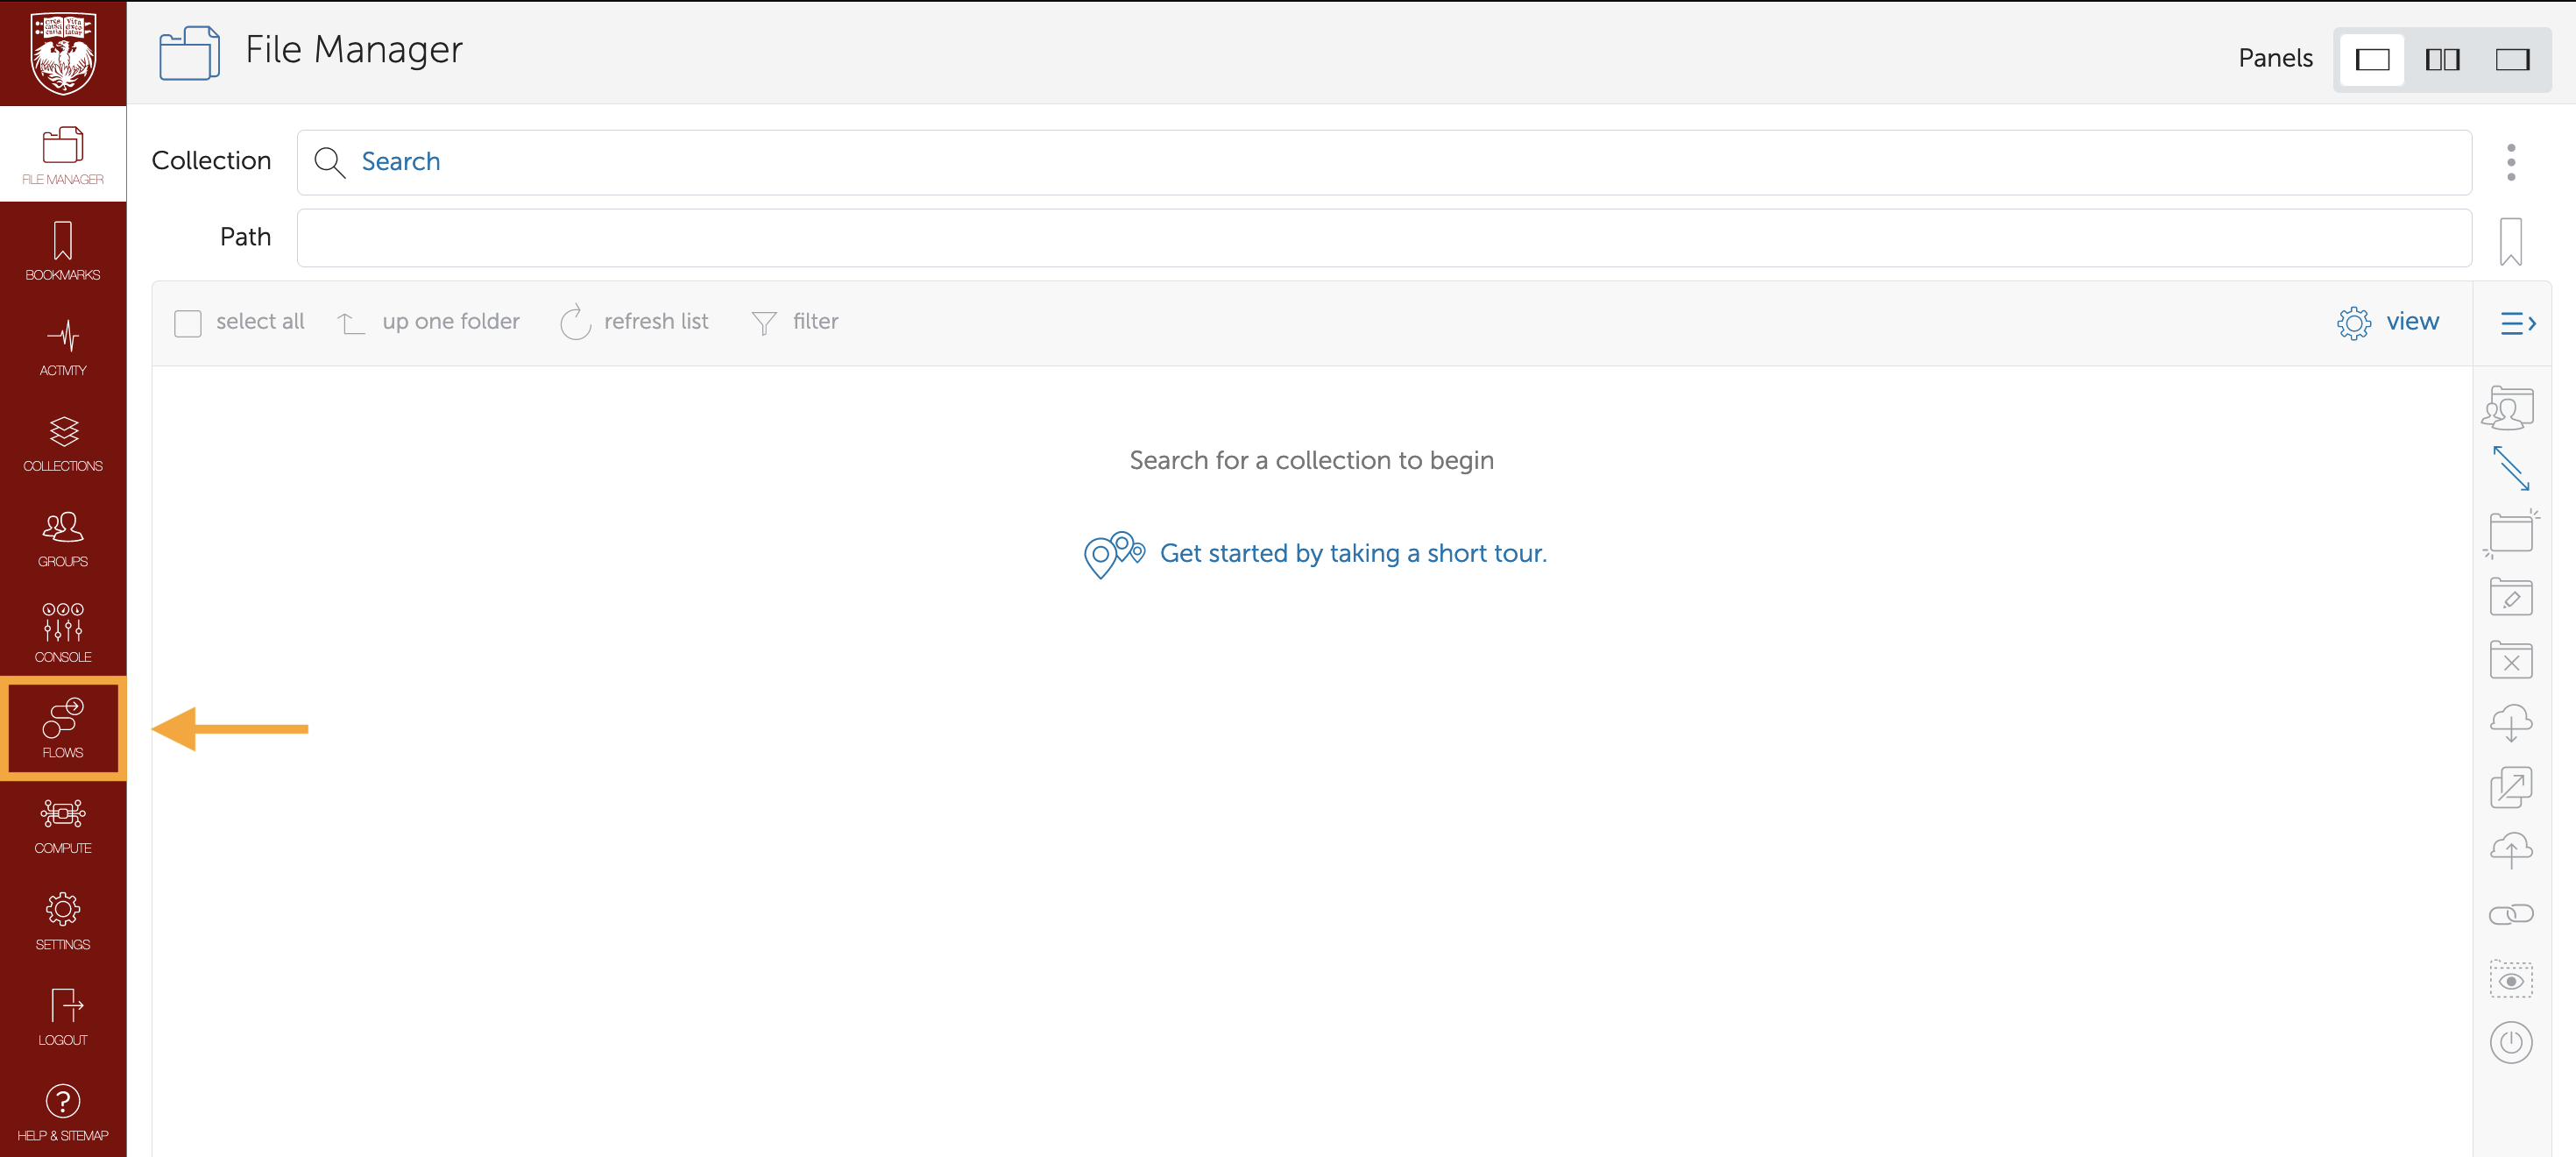 File Manager
Panels
FILE MANAGER
BOOKMARKS
ACTIVITY
COLLECTIONS
GROUPS
CONSOLE
FLOWS
COMPUTE
SETTINGS
LOGOUT
HELP & SITEMAP
Collection
Search
Path
select all
up one folder
refresh list
filter
view
Search for a collection to begin
Get started by taking a short tour.